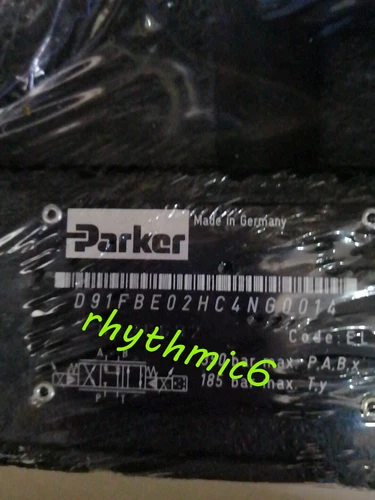 Parker
Made in Germany
D91FBE02HC4NG0014
Code: E1
rhythmic6
bar max. P,A,B,x
185 bar max. T,y
A B
P T